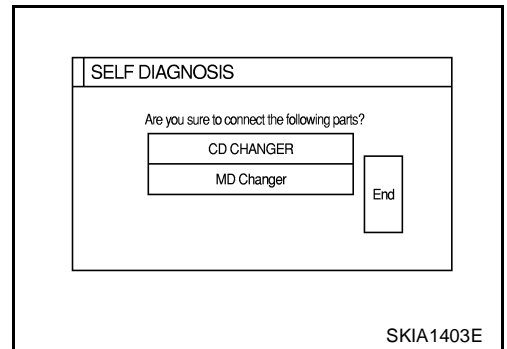 SELF DIAGNOSIS
Are you sure to connect the following parts?
CD CHANGER
MD Changer
End
SKIA1403E